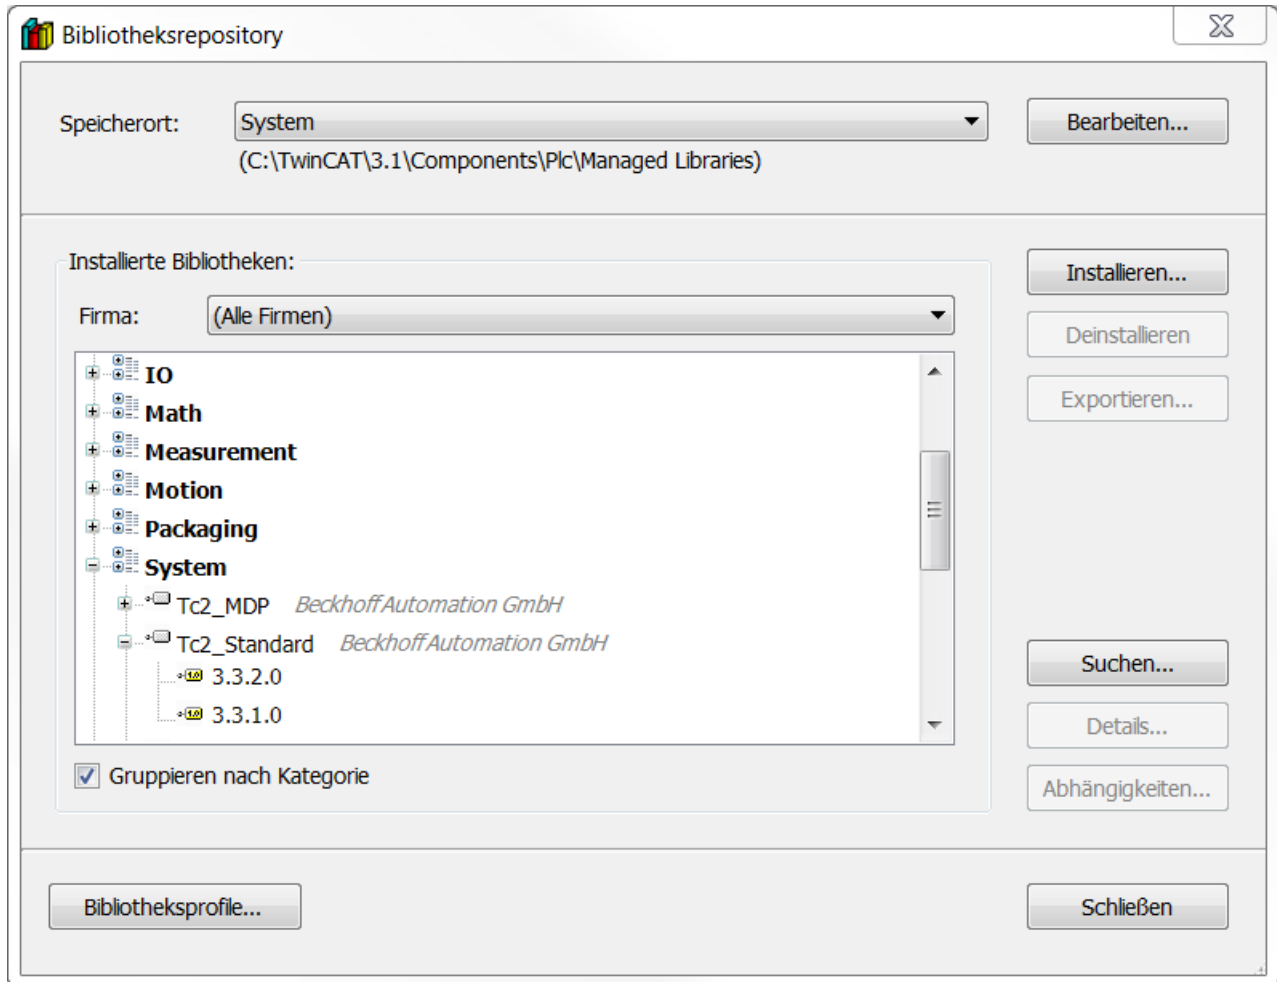 Bibliotheksrepository
Speicherort: System Bearbeiten...
(C:\TwinCAT\3.1\Components\Plc\Managed Libraries)
Installierte Bibliotheken:
Installieren...
Firma: (Alle Firmen)
Deinstallieren
IO
Exportieren...
Math
Measurement
Motion
Packaging
System
Tc2_MDP Beckhoff Automation GmbH
Tc2_Standard Beckhoff Automation GmbH
3.3.2.0
3.3.1.0
Suchen...
Details...
Gruppieren nach Kategorie
Abhängigkeiten...
Bibliotheksprofile... Schließen